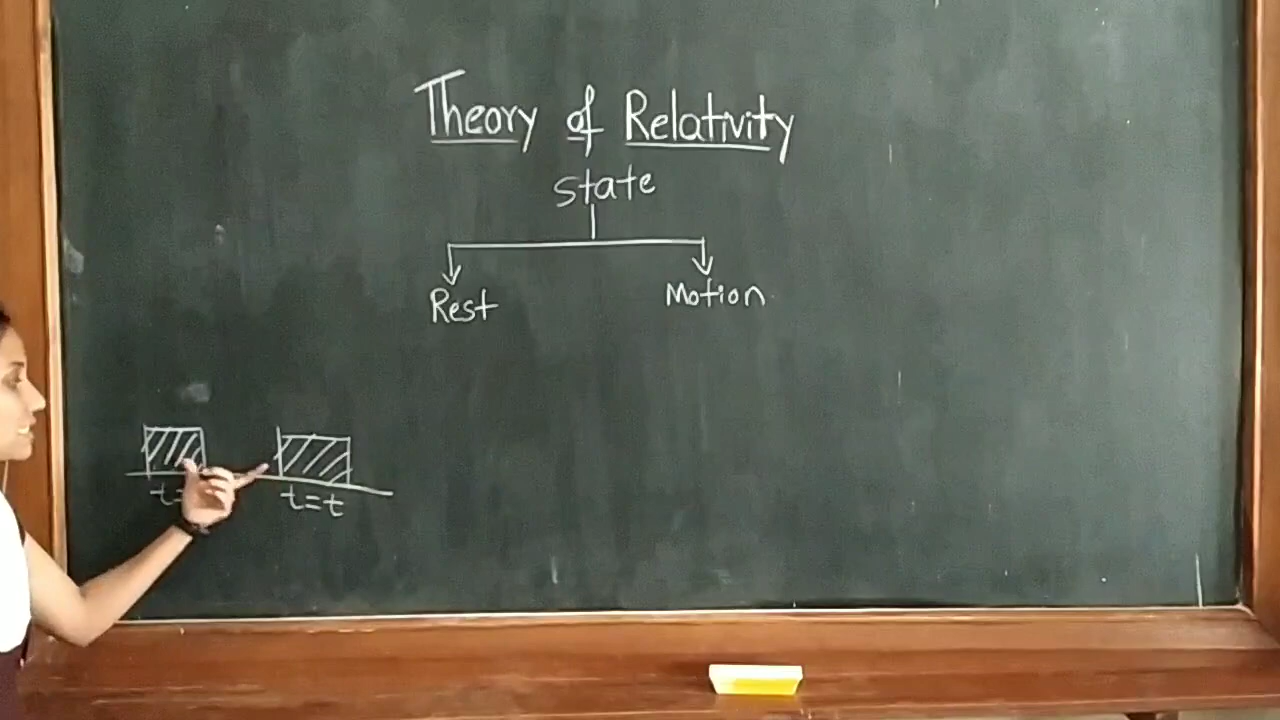 Theory of Relativity
state
Rest Motion
t= t=t